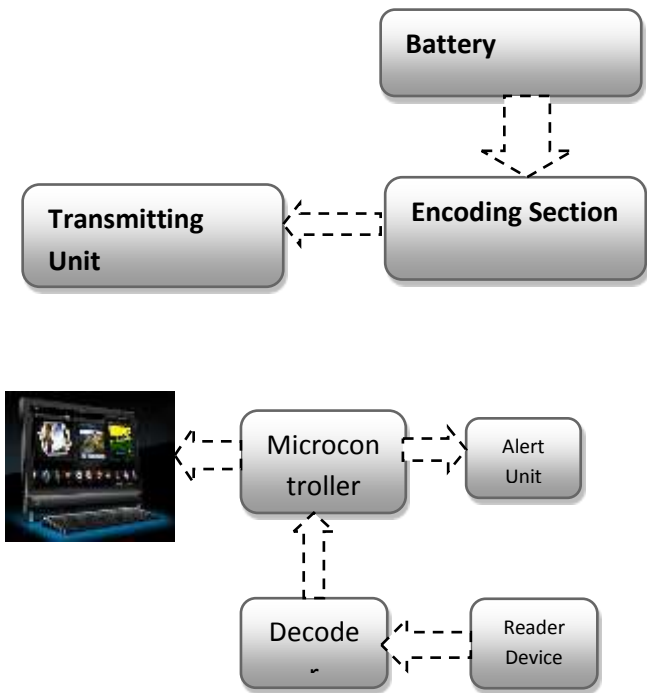 Battery
Encoding Section
Transmitting
Unit
Microcon
troller
Alert
Unit
Decode
r
Reader
Device